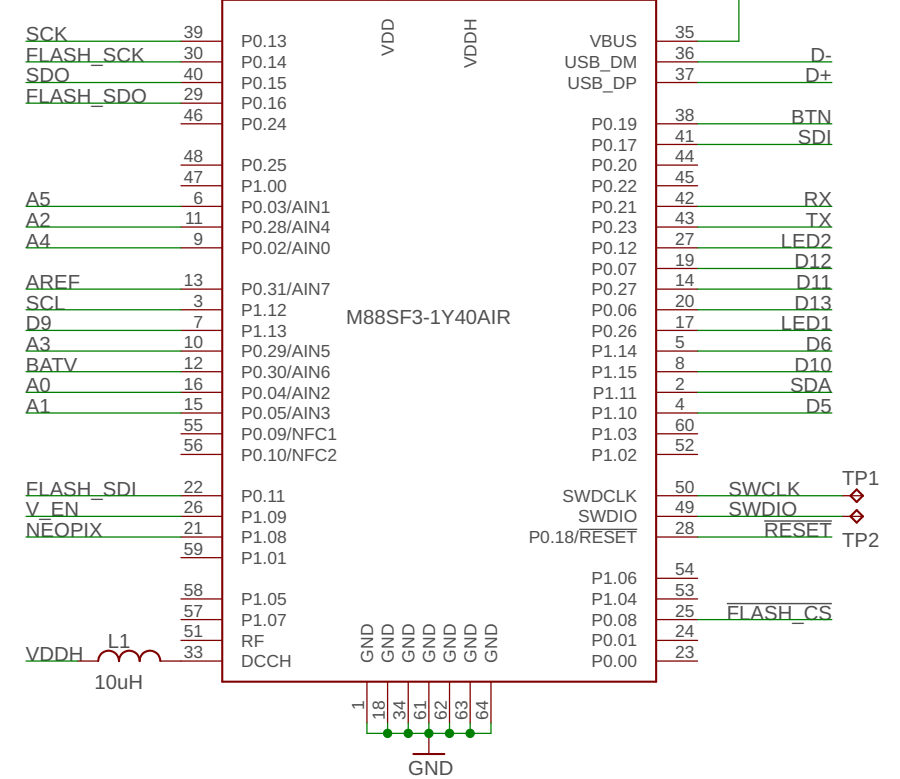 VDD VDDH
SCK 39 P0.13
FLASH_SCK 30 P0.14
SDO 40 P0.15
FLASH_SDO 29 P0.16
46 P0.24
48 P0.25
47 P1.00
A5 6 P0.03/AIN1
A2 11 P0.28/AIN4
A4 9 P0.02/AIN0
AREF 13 P0.31/AIN7
SCL 3 P1.12
D9 7 P1.13
A3 10 P0.29/AIN5
BATV 12 P0.30/AIN6
A0 16 P0.04/AIN2
A1 15 P0.05/AIN3
55 P0.09/NFC1
56 P0.10/NFC2
FLASH_SDI 22 P0.11
V_EN 26 P1.09
NEOPIX 21 P1.08
59 P1.01
58 P1.05
57 P1.07
51 RF
VDDH L1 33 DCCH
10uH
M88SF3-1Y40AIR
VBUS 35
USB_DM 36 D-
USB_DP 37 D+
P0.19 38 BTN
P0.17 41 SDI
P0.20 44
P0.22 45
P0.21 42 RX
P0.23 43 TX
P0.12 27 LED2
P0.07 19 D12
P0.27 14 D11
P0.06 20 D13
P0.26 17 LED1
P1.14 5 D6
P1.15 8 D10
P1.11 2 SDA
P1.10 4 D5
P1.03 60
P1.02 52
SWDCLK 50 SWCLK TP1
SWDIO 49 SWDIO TP2
P0.18/RESET 28 RESET
P1.06 54
P1.04 53
P0.08 25 FLASH_CS
P0.01 24
P0.00 23
GND GND GND GND GND GND GND
1 18 34 61 62 63 64
GND